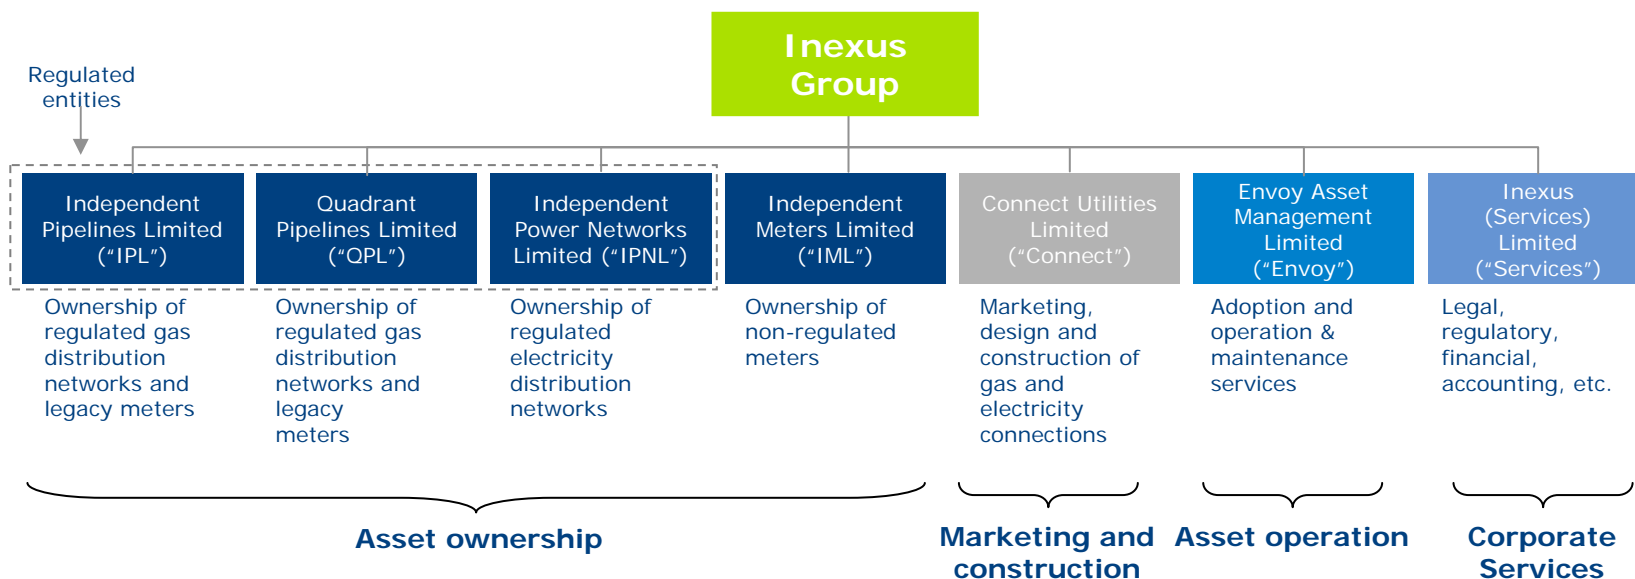 Inexus
Group
Regulated
entities
Independent
Pipelines Limited
(“IPL”)
Quadrant
Pipelines Limited
(“QPL”)
Independent
Power Networks
Limited (“IPNL”)
Independent
Meters Limited
(“IML”)
Connect Utilities
Limited
(“Connect”)
Envoy Asset
Management
Limited
(“Envoy”)
Inexus
(Services)
Limited
(“Services”)
Ownership of
regulated gas
distribution
networks and
legacy meters
Ownership of
regulated gas
distribution
networks and
legacy
meters
Ownership of
regulated
electricity
distribution
networks
Ownership of
non-regulated
meters
Marketing,
design and
construction of
gas and
electricity
connections
Adoption and
operation &
maintenance
services
Legal,
regulatory,
financial,
accounting, etc.
Asset ownership
Marketing and
construction
Asset operation
Corporate
Services